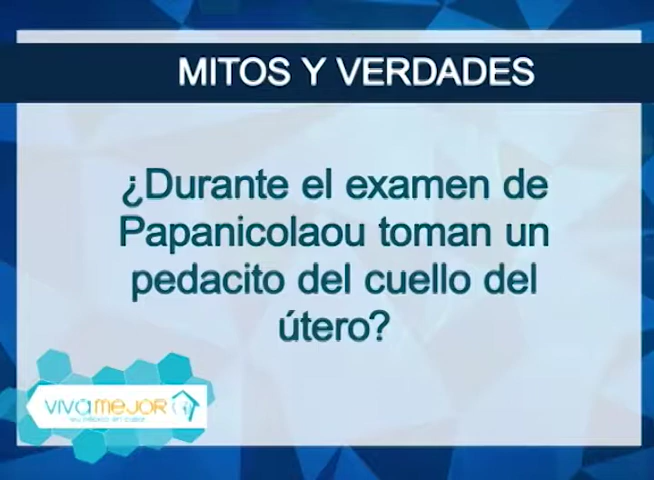 MITOS Y VERDADES
¿Durante el examen de
Papanicolaou toman un
pedacito del cuello del
útero?
vivamejor